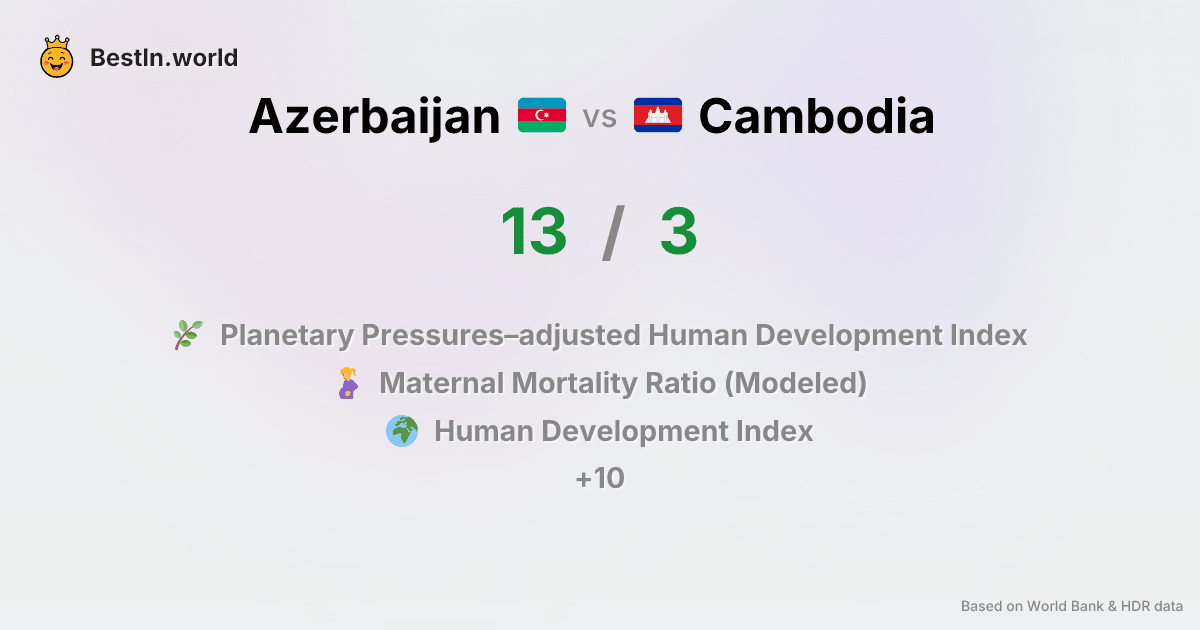 BestIn.world
Azerbaijan vs Cambodia
13 / 3
Planetary Pressures–adjusted Human Development Index
Maternal Mortality Ratio (Modeled)
Human Development Index
+10
Based on World Bank & HDR data